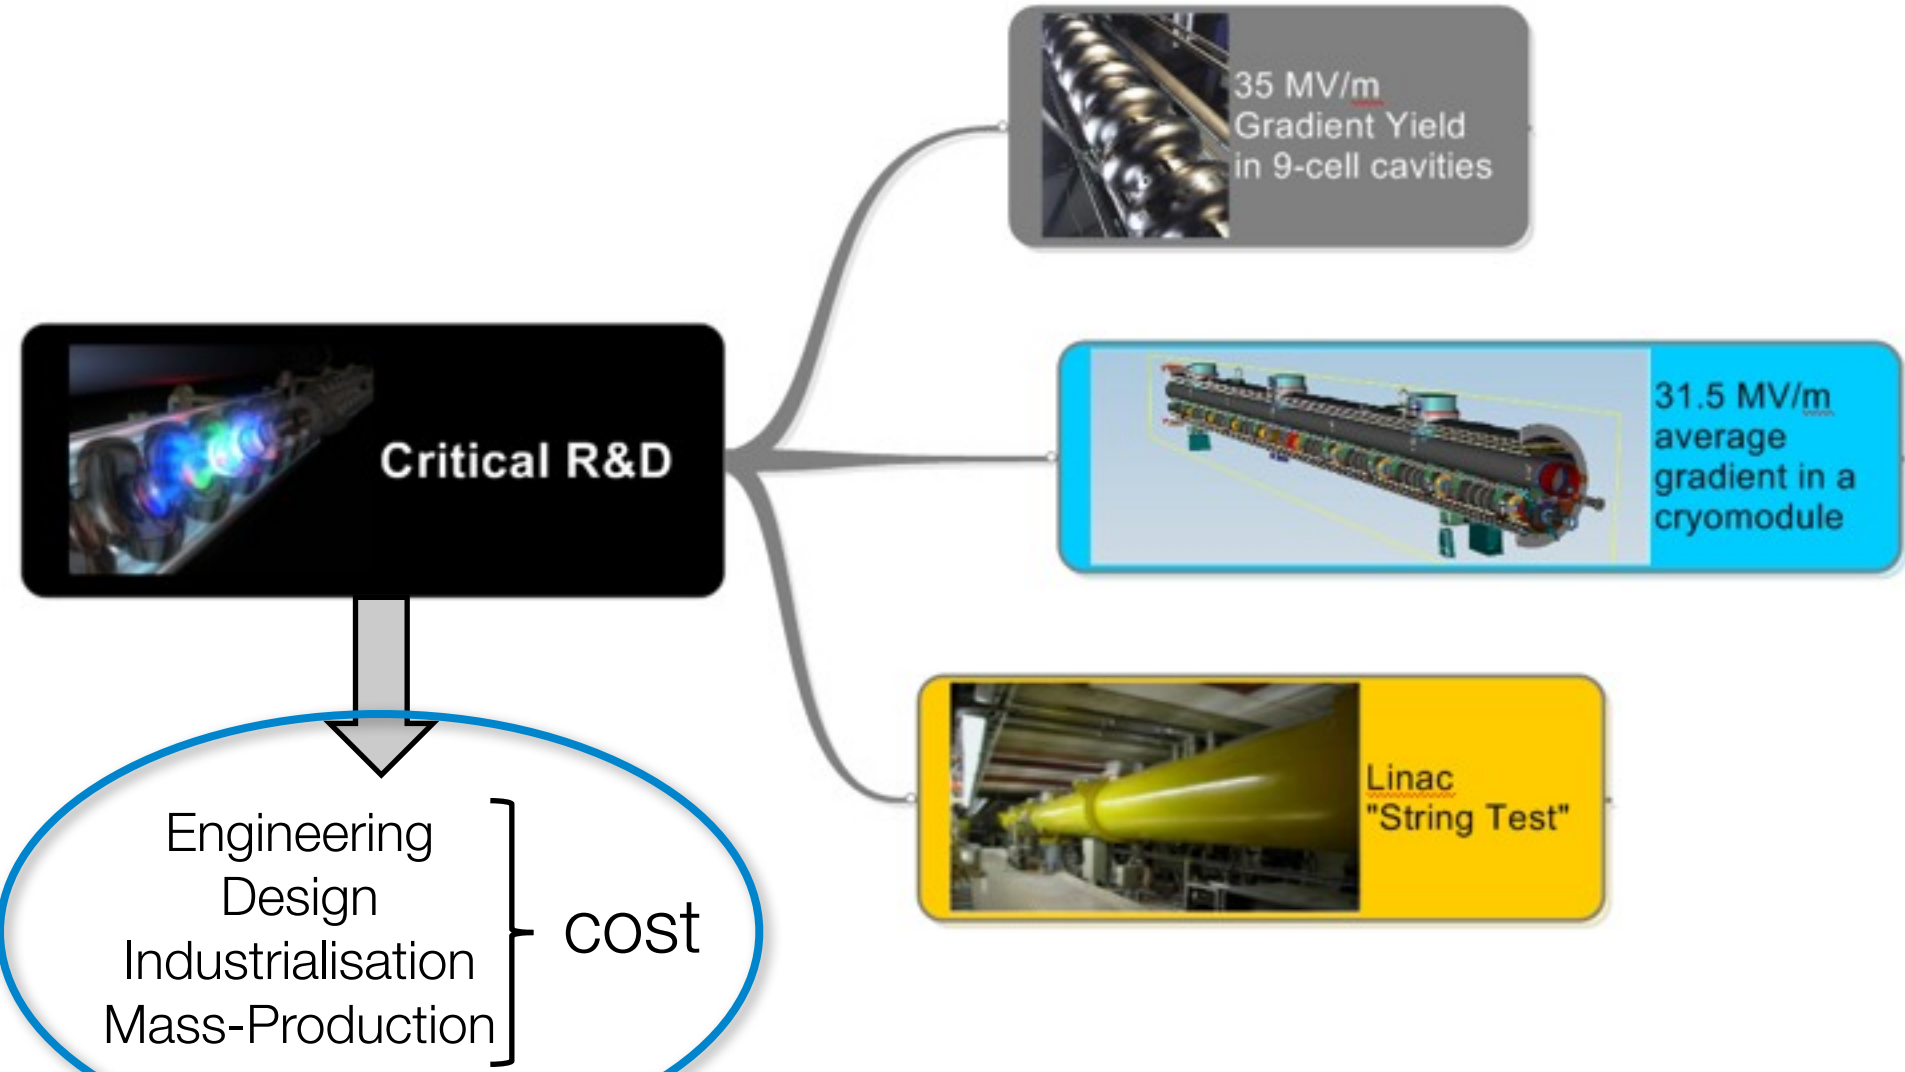 35 MV/m
Gradient Yield
in 9-cell cavities
Critical R&D
31.5 MV/m
average
gradient in a
cryomodule
Linac
"String Test"
Engineering
Design
Industrialisation
Mass-Production
cost